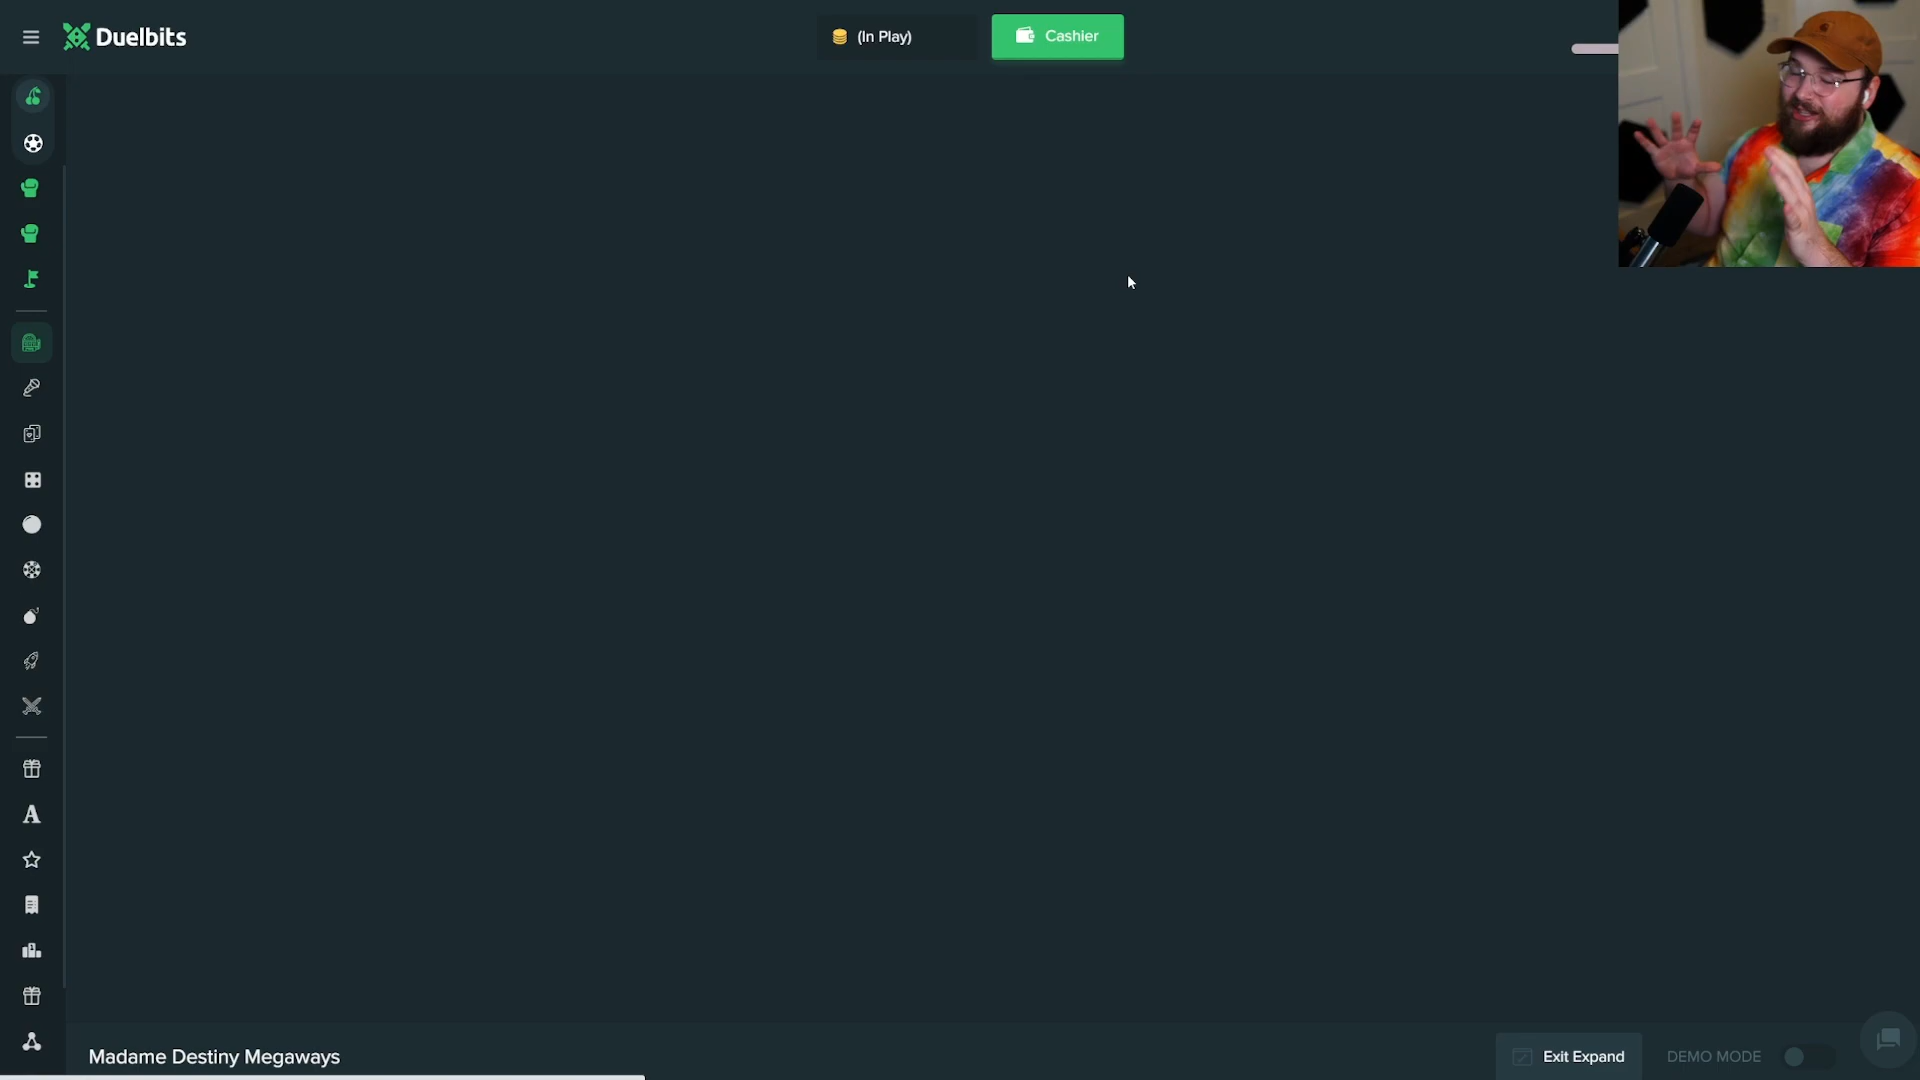 Duelbits
(In Play)
Cashier
Madame Destiny Megaways
Exit Expand
DEMO MODE